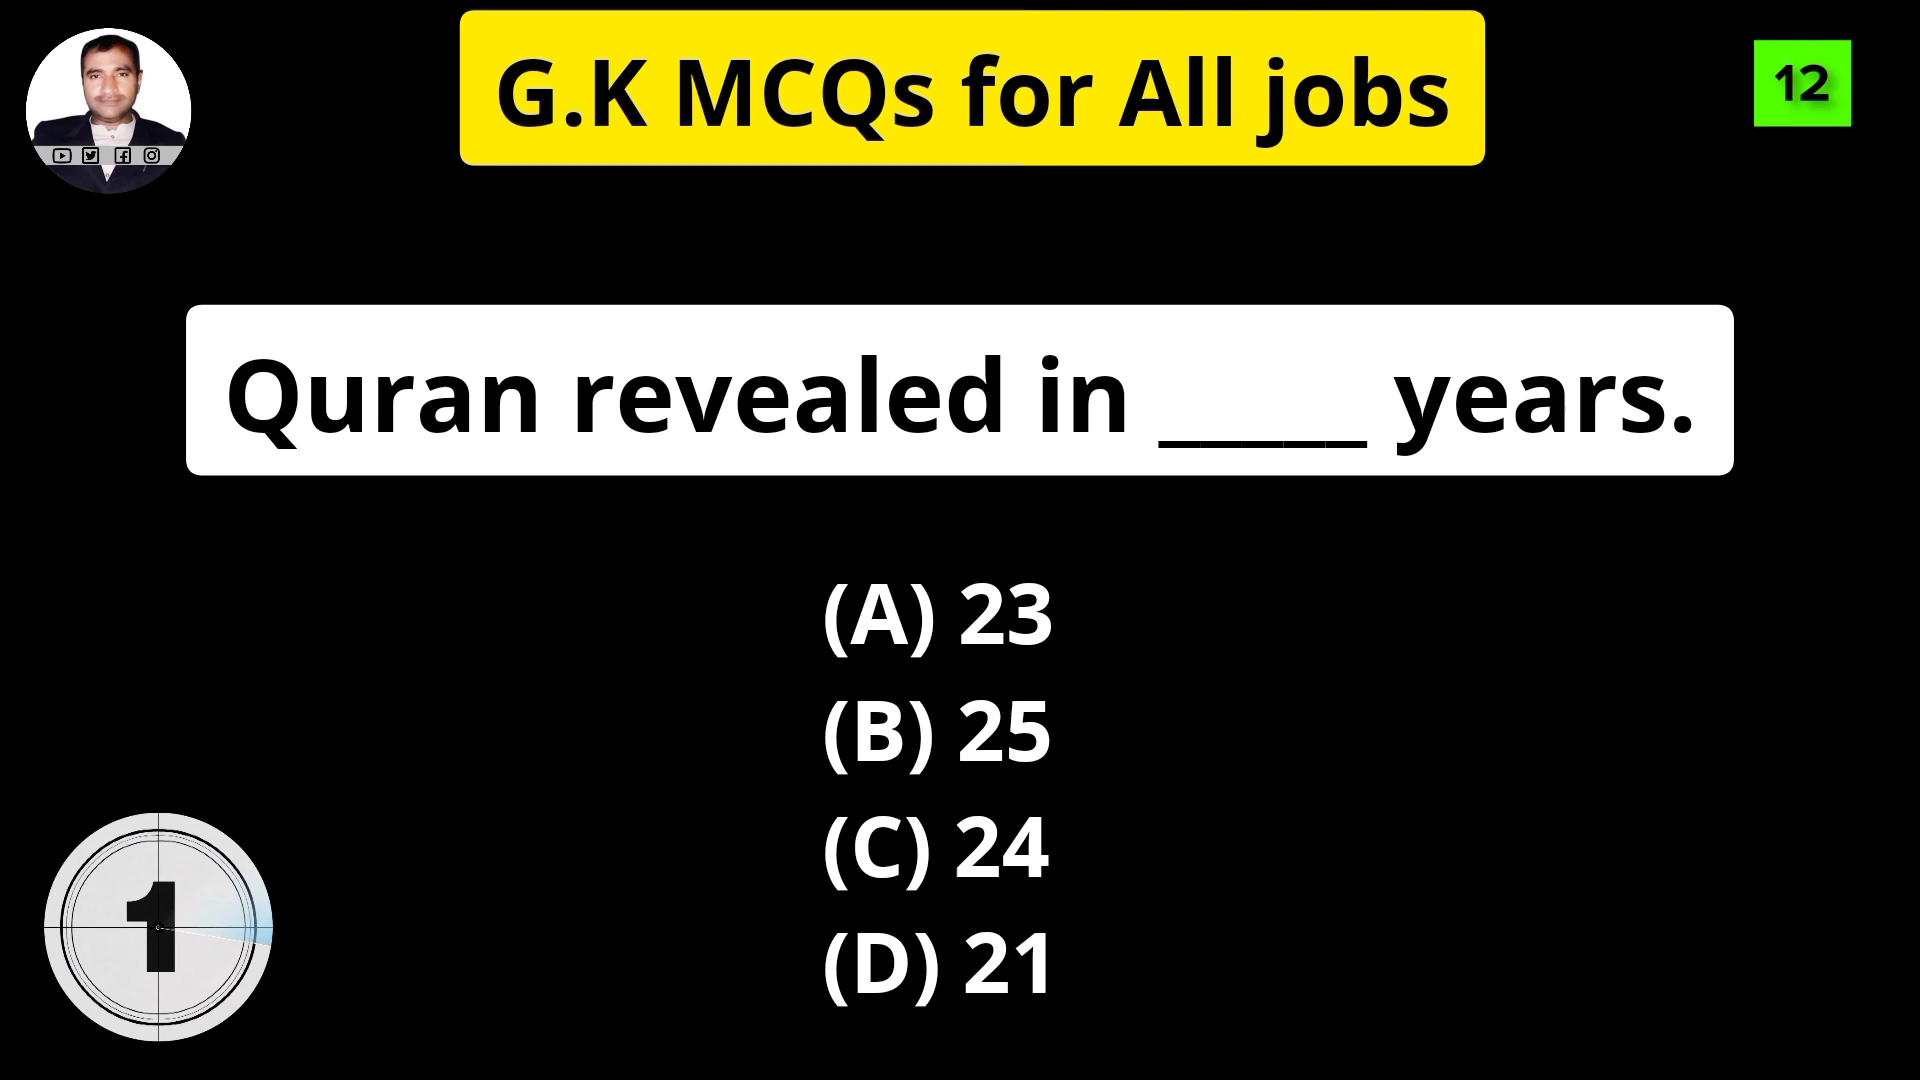 G.K MCQs for All jobs
12
Quran revealed in _____ years.
(A) 23
(B) 25
(C) 24
(D) 21
1